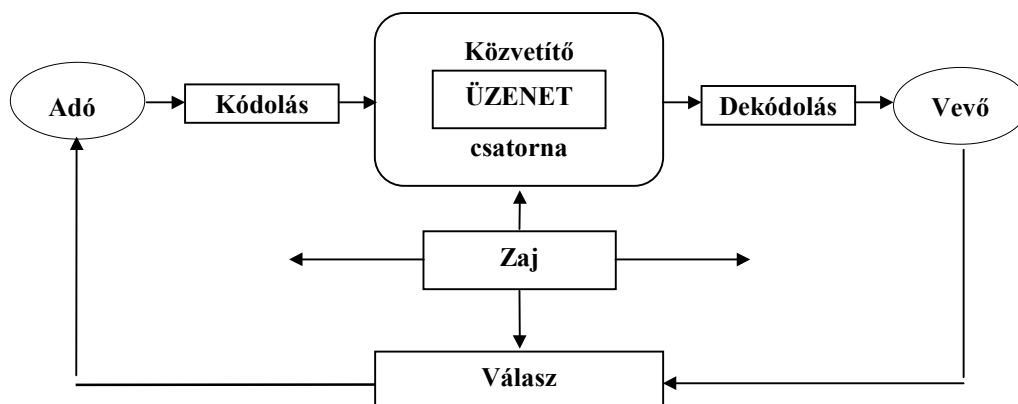 Közvetítő
Adó
Kódolás
ÜZENET
Dekódolás
Vevő
csatorna
Zaj
Válasz